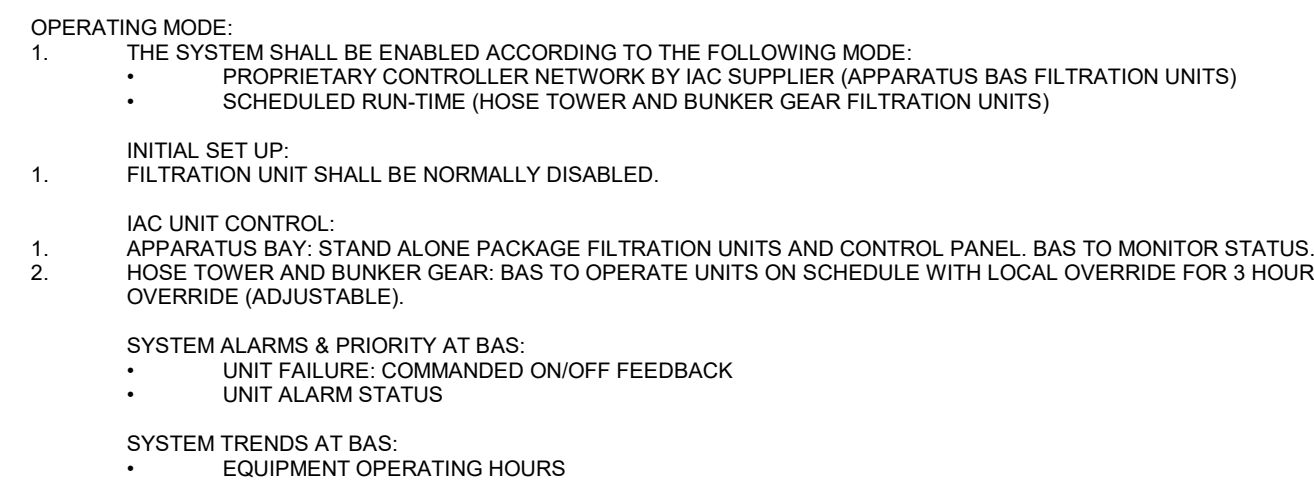 OPERATING MODE:
1. THE SYSTEM SHALL BE ENABLED ACCORDING TO THE FOLLOWING MODE:
• PROPRIETARY CONTROLLER NETWORK BY IAC SUPPLIER (APPARATUS BAS FILTRATION UNITS)
• SCHEDULED RUN-TIME (HOSE TOWER AND BUNKER GEAR FILTRATION UNITS)
INITIAL SET UP:
1. FILTRATION UNIT SHALL BE NORMALLY DISABLED.
IAC UNIT CONTROL:
1. APPARATUS BAY: STAND ALONE PACKAGE FILTRATION UNITS AND CONTROL PANEL. BAS TO MONITOR STATUS.
2. HOSE TOWER AND BUNKER GEAR: BAS TO OPERATE UNITS ON SCHEDULE WITH LOCAL OVERRIDE FOR 3 HOUR
OVERRIDE (ADJUSTABLE).
SYSTEM ALARMS & PRIORITY AT BAS:
• UNIT FAILURE: COMMANDED ON/OFF FEEDBACK
• UNIT ALARM STATUS
SYSTEM TRENDS AT BAS:
• EQUIPMENT OPERATING HOURS